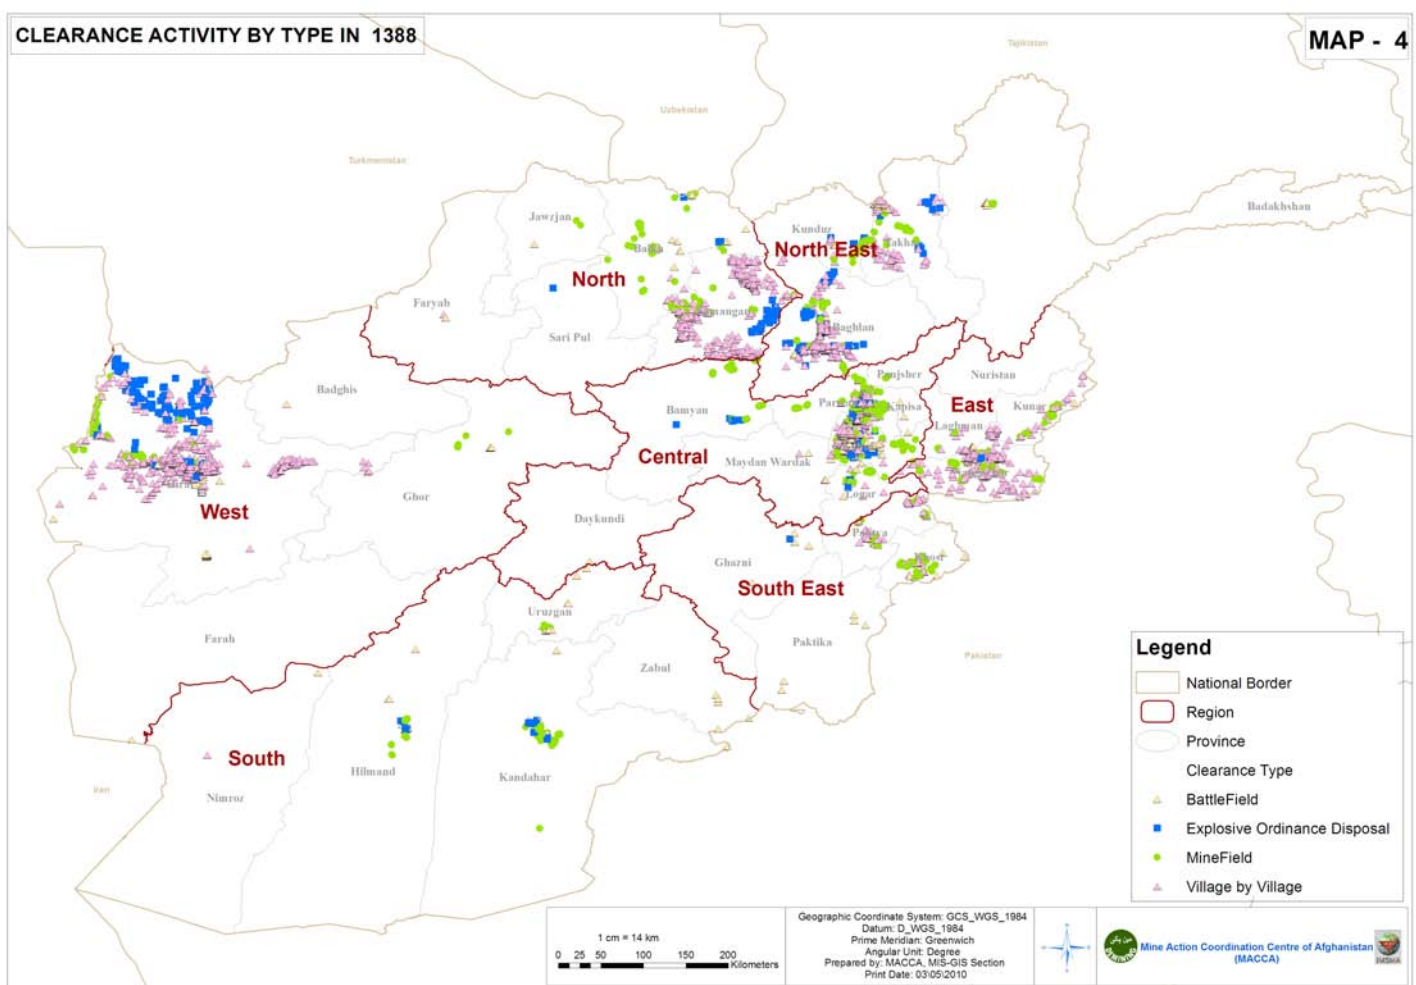 CLEARANCE ACTIVITY BY TYPE IN 1388
MAP - 4
Tajikistan
Uzbekistan
Turkmenistan
Badakhshan
Jawzjan
Kunduz
North East
Takhar
Balkh
North
Faryab
Samangan
Baghlan
Sari Pul
Panjsher
Nuristan
Badghis
Bamyan
Parwan
Kapisa
East
Kunar
Laghman
Central
Maydan Wardak
Hirat
Ghor
Logar
West
Daykundi
Paktya
Khost
Ghazni
South East
Uruzgan
Farah
Paktika
Zabul
Pakistan
South
Hilmand
Kandahar
Iran
Nimroz
Legend
National Border
Region
Province
Clearance Type
BattleField
Explosive Ordinance Disposal
MineField
Village by Village
1 cm = 14 km
0 25 50 100 150 200
Kilometers
Geographic Coordinate System: GCS_WGS_1984
Datum: D_WGS_1984
Prime Meridian: Greenwich
Angular Unit: Degree
Prepared by: MACCA, MIS-GIS Section
Print Date: 03\05\2010
Mine Action Coordination Centre of Afghanistan
(MACCA)
IMSMA